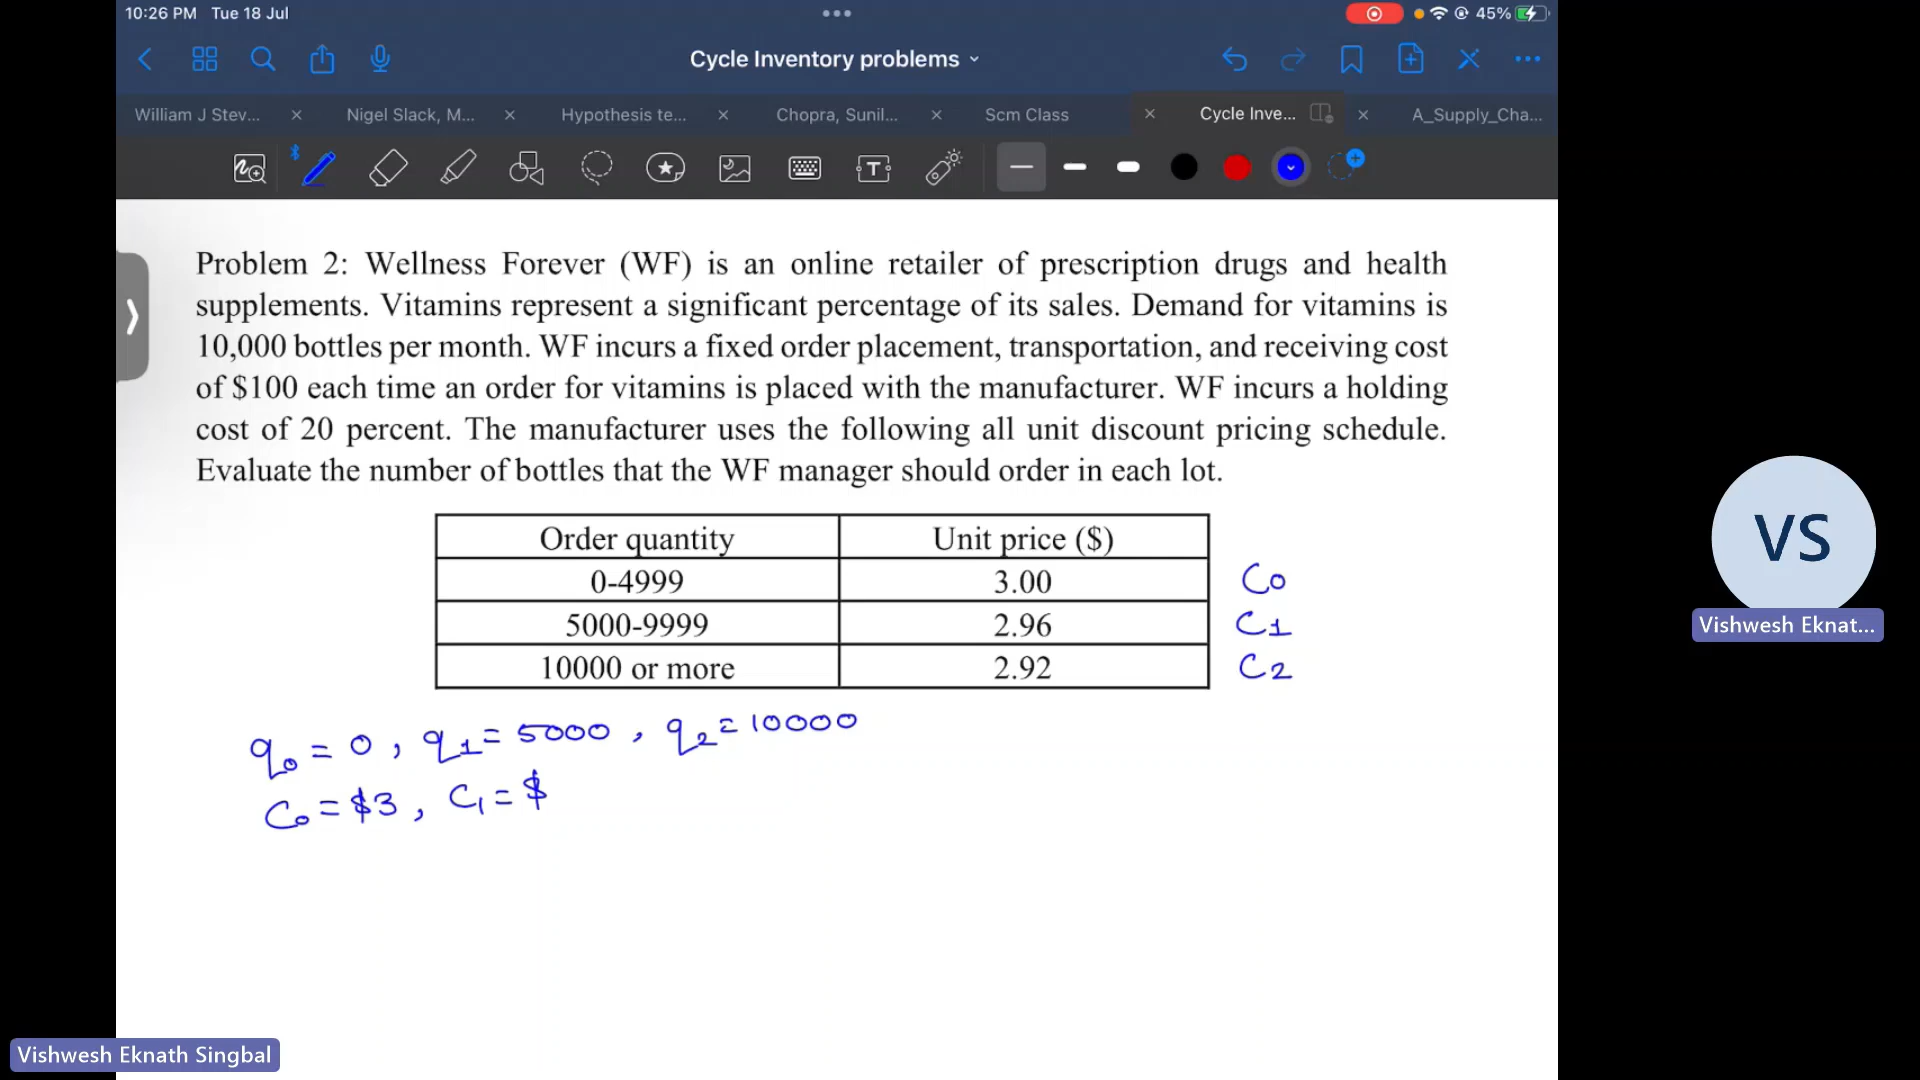 10:26 PM Tue 18 Jul
45%
Cycle Inventory problems
William J Stev...
Nigel Slack, M...
Hypothesis te...
Chopra, Sunil...
Scm Class
Cycle Inve...
A_Supply_Cha...
Problem 2: Wellness Forever (WF) is an online retailer of prescription drugs and health
supplements. Vitamins represent a significant percentage of its sales. Demand for vitamins is
10,000 bottles per month. WF incurs a fixed order placement, transportation, and receiving cost
of $100 each time an order for vitamins is placed with the manufacturer. WF incurs a holding
cost of 20 percent. The manufacturer uses the following all unit discount pricing schedule.
Evaluate the number of bottles that the WF manager should order in each lot.
Order quantity Unit price ($)
0-4999 3.00 C0
5000-9999 2.96 C1
10000 or more 2.92 C2
q0 = 0, q1 = 5000, q2 = 10000
C0 = $3, C1 = $
VS
Vishwesh Eknat...
Vishwesh Eknath Singbal